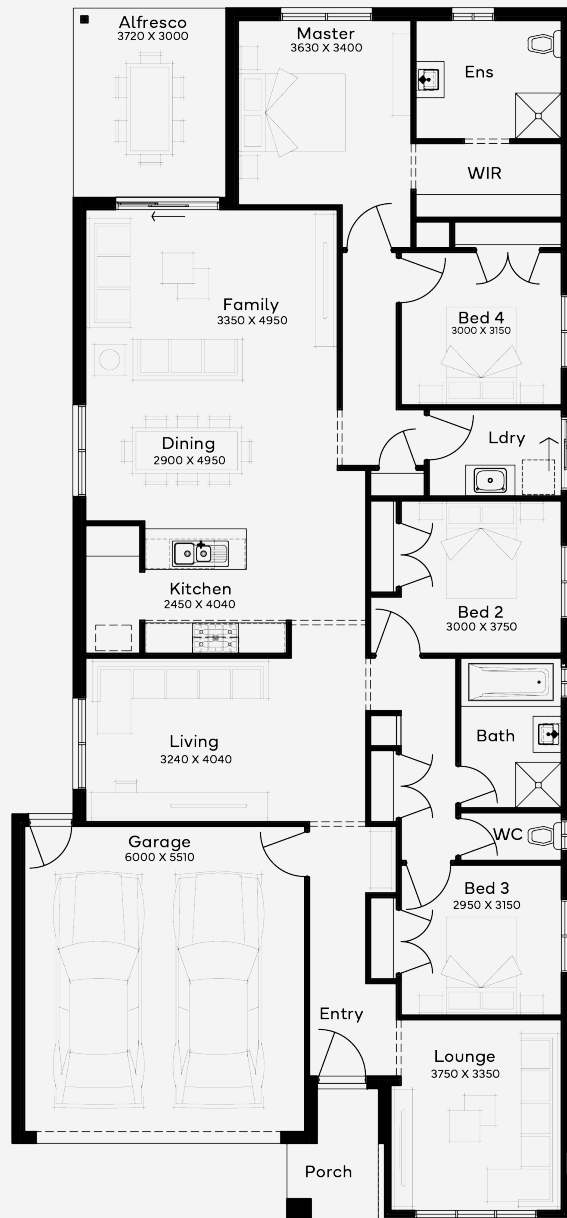 Alfresco
3720 X 3000
Master
3630 X 3400
Ens
WIR
Family
3350 X 4950
Bed 4
3000 X 3150
Dining
2900 X 4950
Ldry
Kitchen
2450 X 4040
Bed 2
3000 X 3750
Living
3240 X 4040
Bath
Garage
6000 X 5510
WC
Bed 3
2950 X 3150
Entry
Lounge
3750 X 3350
Porch